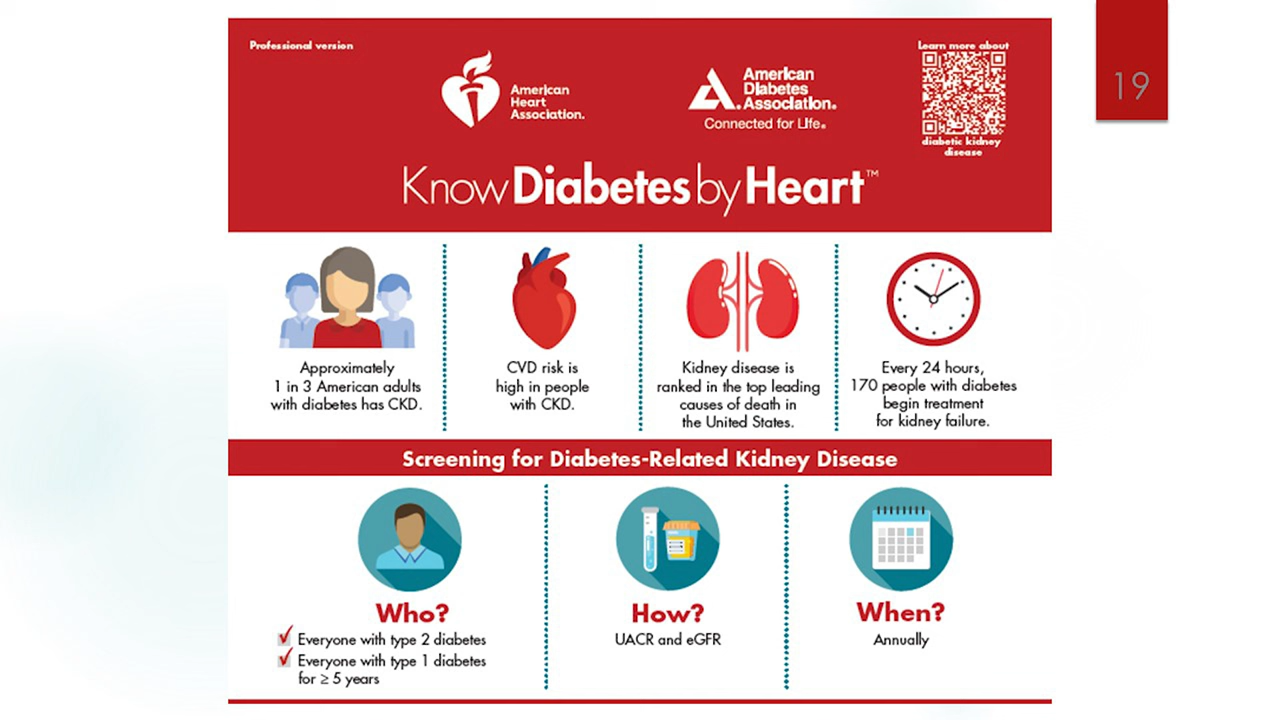 Professional version
American
Heart
Association.
American
Diabetes
Association.
Connected for Life.
Learn more about
diabetic kidney
disease
19
Know Diabetes by Heart™
Approximately
1 in 3 American adults
with diabetes has CKD.
CVD risk is
high in people
with CKD.
Kidney disease is
ranked in the top leading
causes of death in
the United States.
Every 24 hours,
170 people with diabetes
begin treatment
for kidney failure.
Screening for Diabetes-Related Kidney Disease
Who?
Everyone with type 2 diabetes
Everyone with type 1 diabetes
for ≥ 5 years
How?
UACR and eGFR
When?
Annually